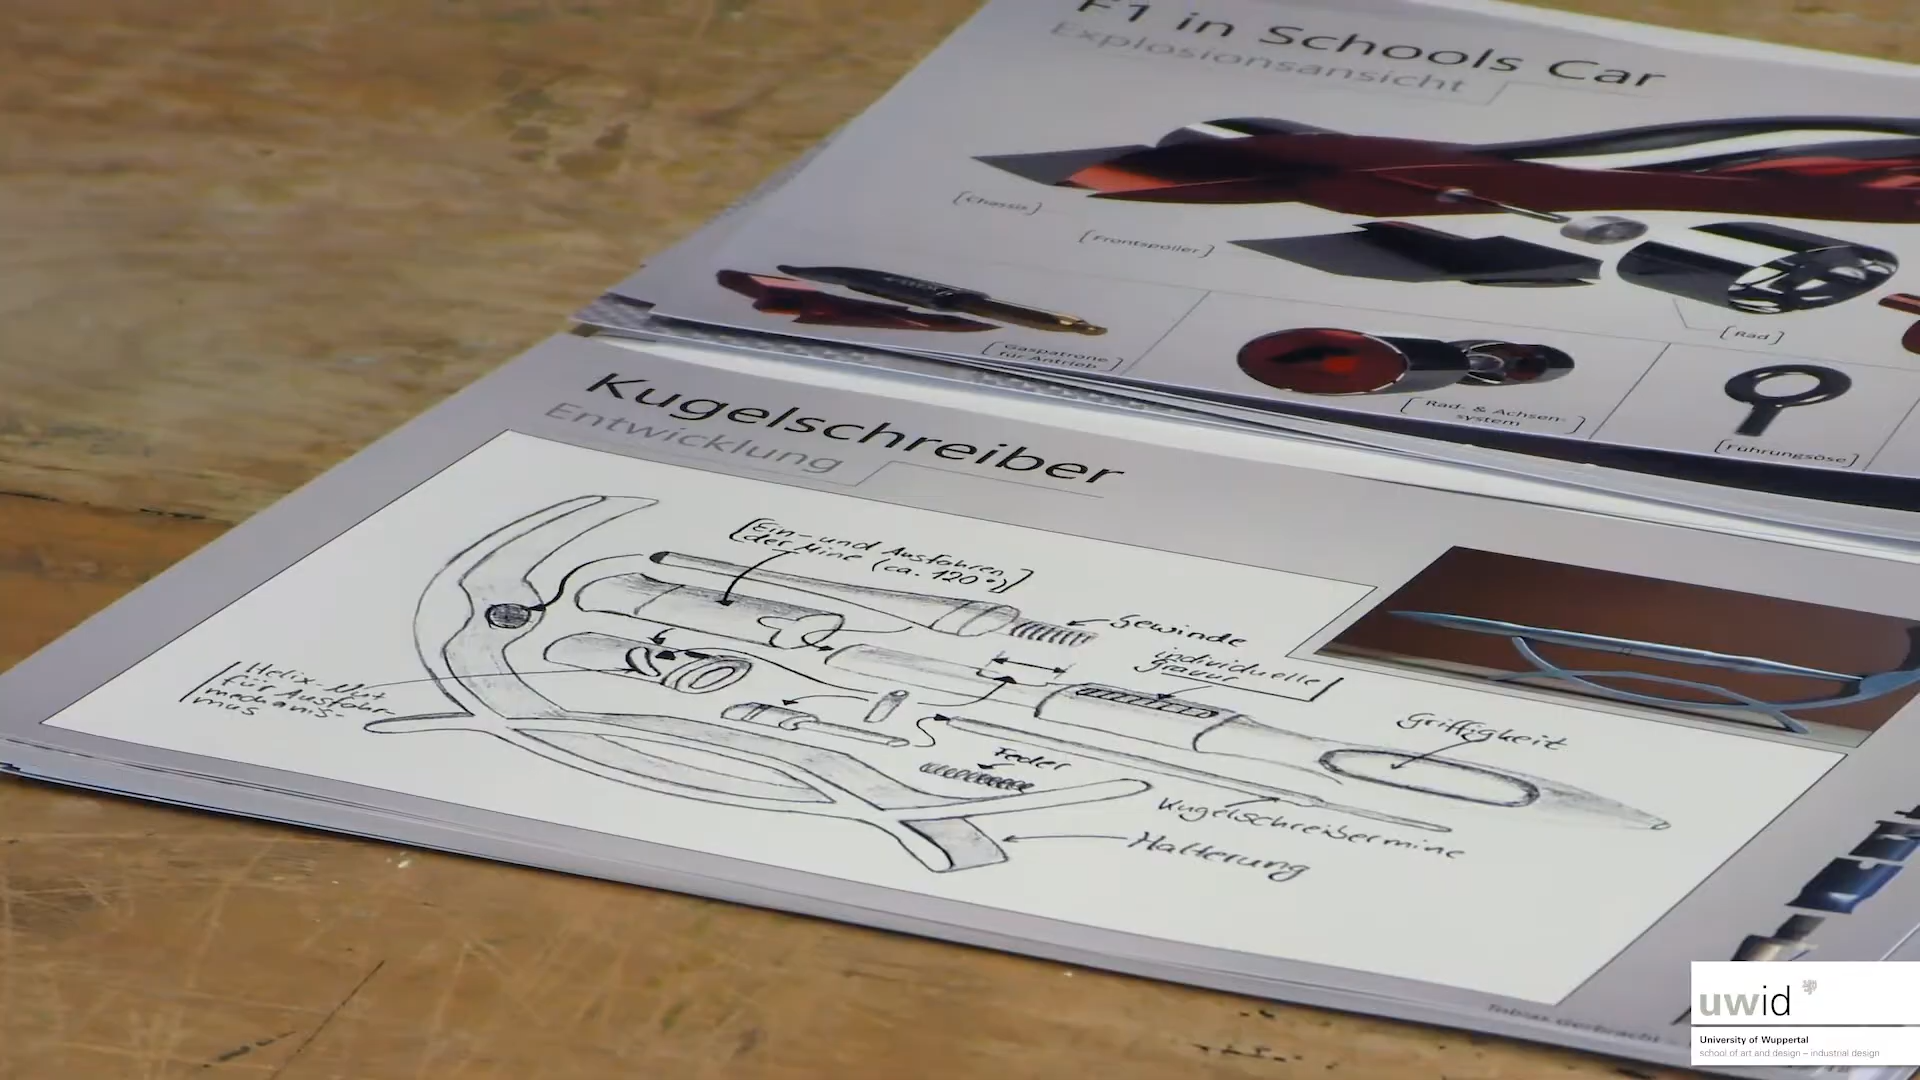 F1 in Schools Car
Explosionsansicht
[Chassis]
[Frontspoiler]
[Rad]
[Gaspatrone
für Antrieb]
[Rad- & Achsen-
system]
[Führungsöse]
Kugelschreiber
Entwicklung
[Ein- und Ausfahren
der Mine (ca. 120°)]
Gewinde
individuelle
Gravur
Helix-Nut
für Ausfahr-
mechanis-
mus
Griffigkeit
Feder
Kugelschreibermine
Halterung
uwid
University of Wuppertal
school of art and design – industrial design